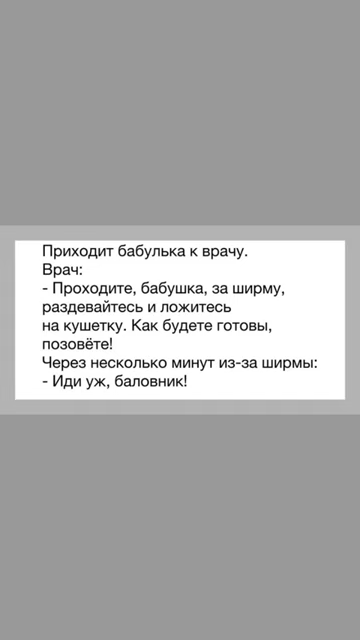 Приходит бабулька к врачу.
Врач:
- Проходите, бабушка, за ширму,
раздевайтесь и ложитесь
на кушетку. Как будете готовы,
позовёте!
Через несколько минут из-за ширмы:
- Иди уж, баловник!